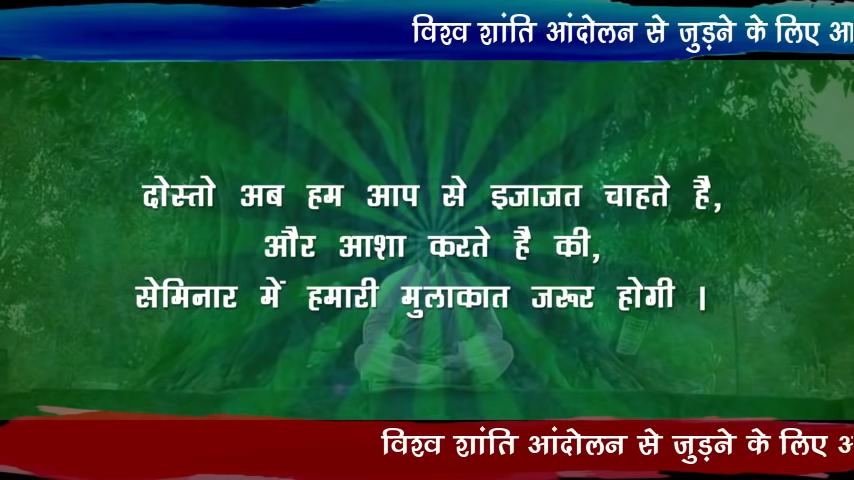 विश्व शांति आंदोलन से जुड़ने के लिए
दोस्तो अब हम आप से इजाजत चाहते है,
और आशा करते है की,
सेमिनार में हमारी मुलाकात जरूर होगी ।
विश्व शांति आंदोलन से जुड़ने के लिए